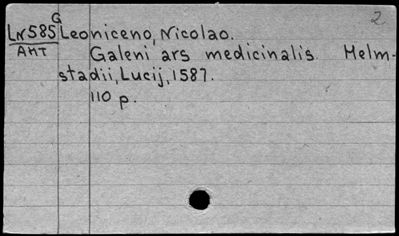 2
G
LN585 Leoniceno, Nicolao.
AHT Galeni ars medicinalis. Helm-
stadii, Lucij, 1587.
110 p.